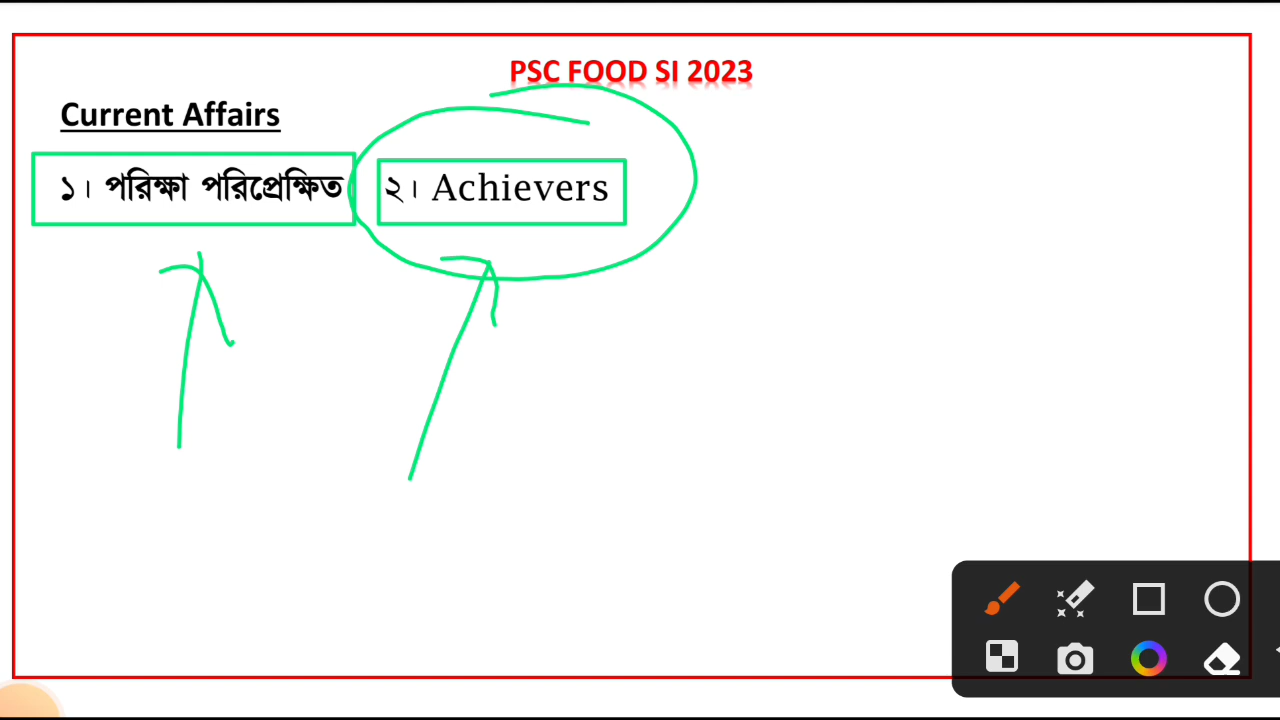 PSC FOOD SI 2023
Current Affairs
১। পরিক্ষা পরিপ্রেক্ষিত ২। Achievers